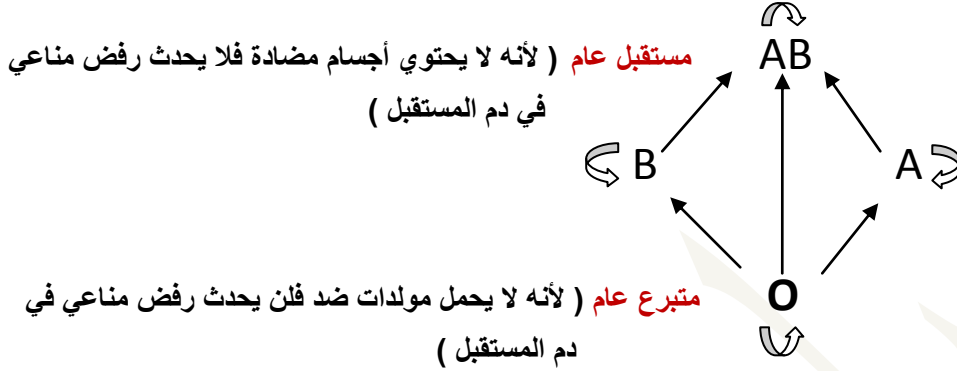 AB
مستقبل عام ( لأنه لا يحتوي أجسام مضادة فلا يحدث رفض مناعي
في دم المستقبل )
B
A
O
متبرع عام ( لأنه لا يحمل مولدات ضد فلن يحدث رفض مناعي في
دم المستقبل )